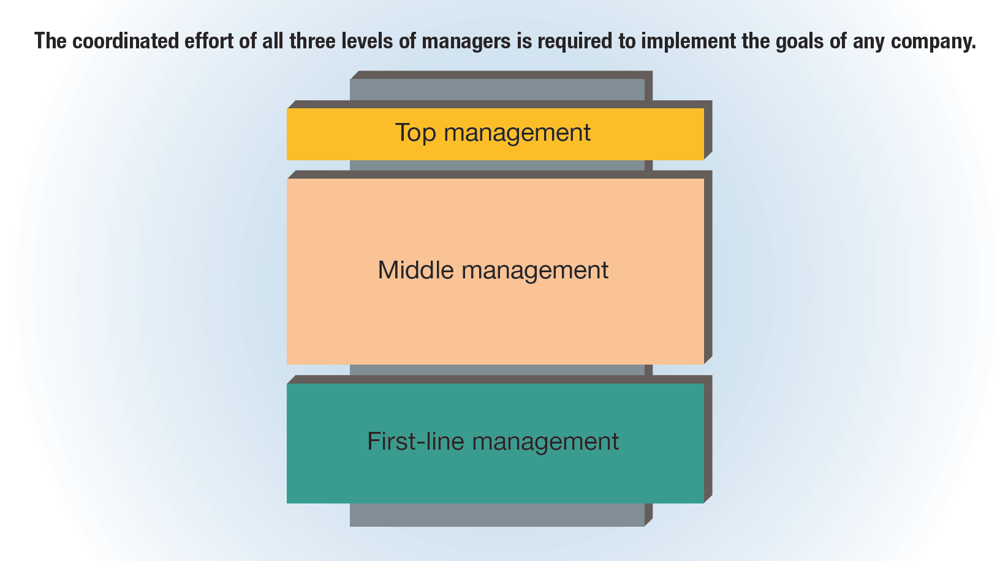 The coordinated effort of all three levels of managers is required to implement the goals of any company.
Top management
Middle management
First-line management